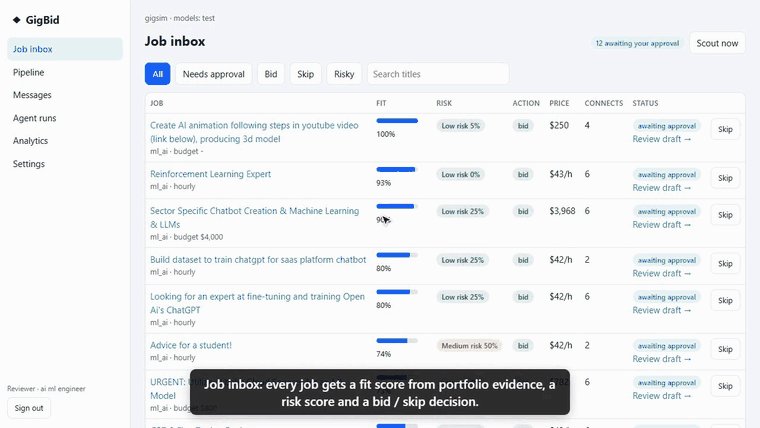 GigBid
Job inbox
Pipeline
Messages
Agent runs
Analytics
Settings
Reviewer - ai ml engineer
Sign out
gigsim - models: test
Job inbox
12 awaiting your approval
Scout now
All
Needs approval
Bid
Skip
Risky
Search titles
JOB FIT RISK ACTION PRICE CONNECTS STATUS
Create AI animation following steps in youtube video
(link below), producing 3d model
ml_ai · budget -
100% Low risk 5% bid $250 4 awaiting approval
Review draft → Skip
Reinforcement Learning Expert
ml_ai · hourly
93% Low risk 0% bid $43/h 6 awaiting approval
Review draft → Skip
Sector Specific Chatbot Creation & Machine Learning
& LLMs
ml_ai · budget $4,000
Low risk 25% bid $3,968 6 awaiting approval
Review draft → Skip
Build dataset to train chatgpt for saas platform chatbot
ml_ai · hourly
80% Low risk 25% bid $42/h 2 awaiting approval
Review draft → Skip
Looking for an expert at fine-tuning and training Open
Ai's ChatGPT
ml_ai · hourly
80% Low risk 25% bid $42/h 6 awaiting approval
Review draft → Skip
Advice for a student!
ml_ai · hourly
74% Medium risk 50% bid $42/h 2 awaiting approval
Review draft → Skip
URGENT:
Model
6 awaiting approval
Review draft → Skip
Job inbox: every job gets a fit score from portfolio evidence, a
risk score and a bid / skip decision.